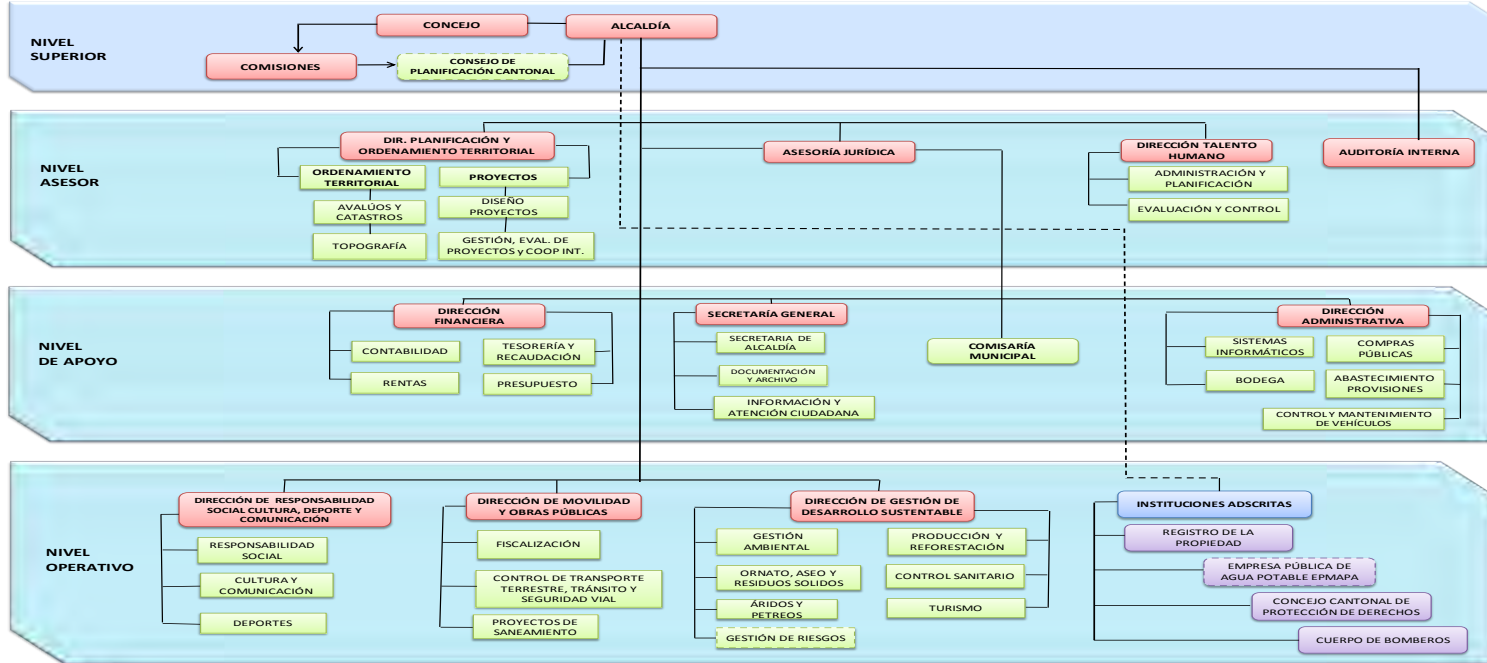 NIVEL
SUPERIOR
CONCEJO
ALCALDÍA
COMISIONES
CONSEJO DE
PLANIFICACIÓN CANTONAL
NIVEL
ASESOR
DIR. PLANIFICACIÓN Y
ORDENAMIENTO TERRITORIAL
ORDENAMIENTO
TERRITORIAL
AVALÚOS Y
CATASTROS
TOPOGRAFÍA
PROYECTOS
DISEÑO
PROYECTOS
GESTIÓN, EVAL. DE
PROYECTOS y COOP INT.
ASESORÍA JURÍDICA
DIRECCIÓN TALENTO
HUMANO
ADMINISTRACIÓN Y
PLANIFICACIÓN
EVALUACIÓN Y CONTROL
AUDITORÍA INTERNA
NIVEL
DE APOYO
DIRECCIÓN
FINANCIERA
CONTABILIDAD
RENTAS
TESORERÍA Y
RECAUDACIÓN
PRESUPUESTO
SECRETARÍA GENERAL
SECRETARIA DE
ALCALDÍA
DOCUMENTACIÓN
Y ARCHIVO
INFORMACIÓN Y
ATENCIÓN CIUDADANA
COMISARÍA
MUNICIPAL
DIRECCIÓN
ADMINISTRATIVA
SISTEMAS
INFORMÁTICOS
BODEGA
COMPRAS
PÚBLICAS
ABASTECIMIENTO
PROVISIONES
CONTROL Y MANTENIMIENTO
DE VEHÍCULOS
NIVEL
OPERATIVO
DIRECCIÓN DE RESPONSABILIDAD
SOCIAL CULTURA, DEPORTE Y
COMUNICACIÓN
RESPONSABILIDAD
SOCIAL
CULTURA Y
COMUNICACIÓN
DEPORTES
DIRECCIÓN DE MOVILIDAD
Y OBRAS PÚBLICAS
FISCALIZACIÓN
CONTROL DE TRANSPORTE
TERRESTRE, TRÁNSITO Y
SEGURIDAD VIAL
PROYECTOS DE
SANEAMIENTO
DIRECCIÓN DE GESTIÓN DE
DESARROLLO SUSTENTABLE
GESTIÓN
AMBIENTAL
ORNATO, ASEO Y
RESIDUOS SOLIDOS
ÁRIDOS Y
PETREOS
GESTIÓN DE RIESGOS
PRODUCCIÓN Y
REFORESTACIÓN
CONTROL SANITARIO
TURISMO
INSTITUCIONES ADSCRITAS
REGISTRO DE LA
PROPIEDAD
EMPRESA PÚBLICA DE
AGUA POTABLE EPMAPA
CONCEJO CANTONAL DE
PROTECCIÓN DE DERECHOS
CUERPO DE BOMBEROS